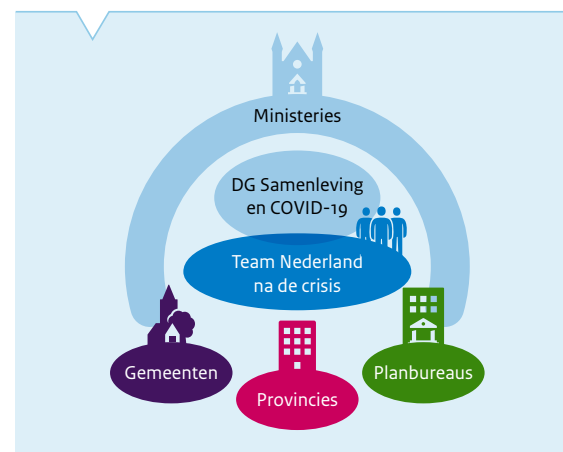 Ministeries
DG Samenleving
en COVID-19
Team Nederland
na de crisis
Gemeenten
Provincies
Planbureaus